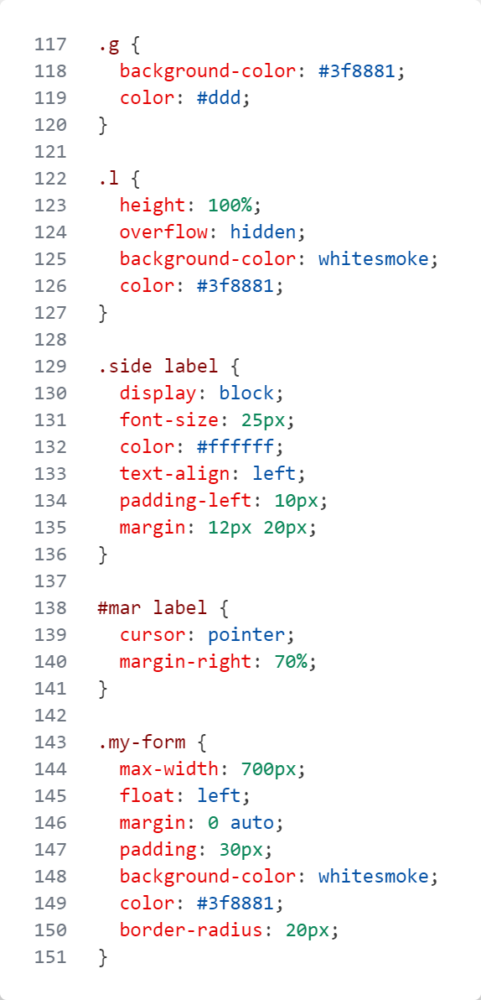 117 .g {
118   background-color: #3f8881;
119   color: #ddd;
120 }
121
122 .l {
123   height: 100%;
124   overflow: hidden;
125   background-color: whitesmoke;
126   color: #3f8881;
127 }
128
129 .side label {
130   display: block;
131   font-size: 25px;
132   color: #ffffff;
133   text-align: left;
134   padding-left: 10px;
135   margin: 12px 20px;
136 }
137
138 #mar label {
139   cursor: pointer;
140   margin-right: 70%;
141 }
142
143 .my-form {
144   max-width: 700px;
145   float: left;
146   margin: 0 auto;
147   padding: 30px;
148   background-color: whitesmoke;
149   color: #3f8881;
150   border-radius: 20px;
151 }